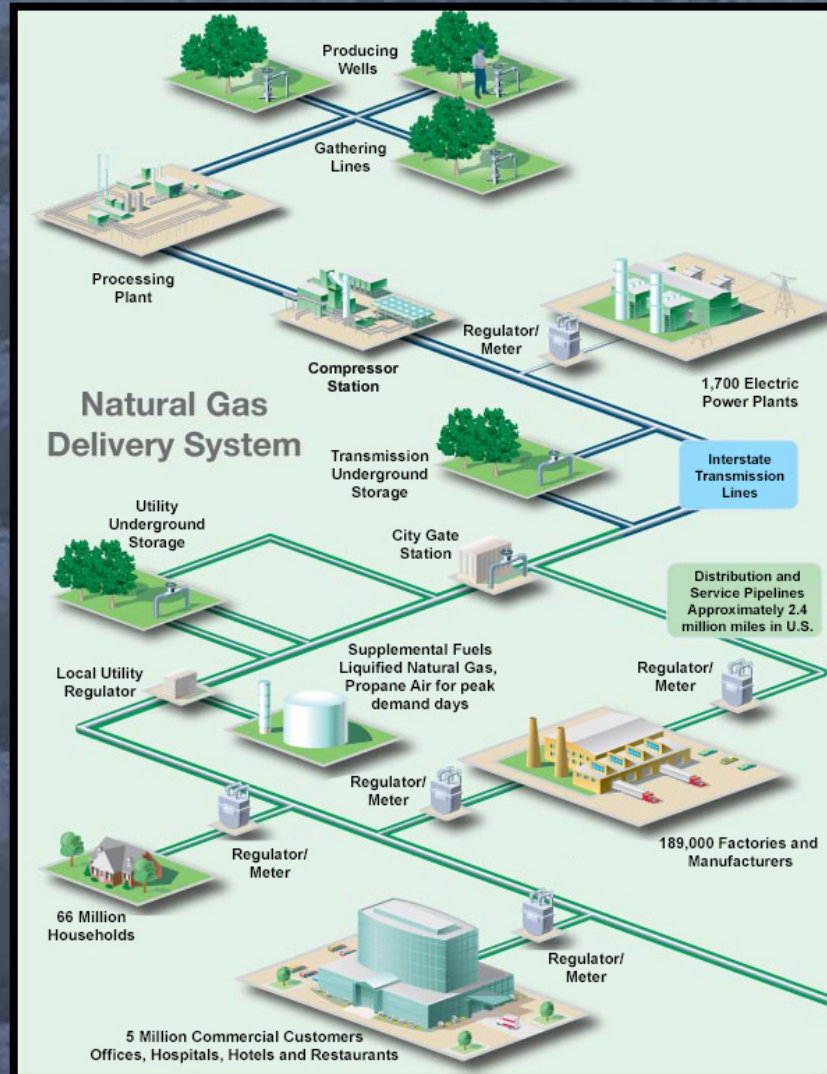 Producing
Wells
Gathering
Lines
Processing
Plant
Compressor
Station
Regulator/
Meter
1,700 Electric
Power Plants
Natural Gas
Delivery System
Transmission
Underground
Storage
Interstate
Transmission
Lines
Utility
Underground
Storage
City Gate
Station
Distribution and
Service Pipelines
Approximately 2.4
million miles in U.S.
Local Utility
Regulator
Supplemental Fuels
Liquified Natural Gas,
Propane Air for peak
demand days
Regulator/
Meter
Regulator/
Meter
189,000 Factories and
Manufacturers
Regulator/
Meter
66 Million
Households
Regulator/
Meter
5 Million Commercial Customers
Offices, Hospitals, Hotels and Restaurants